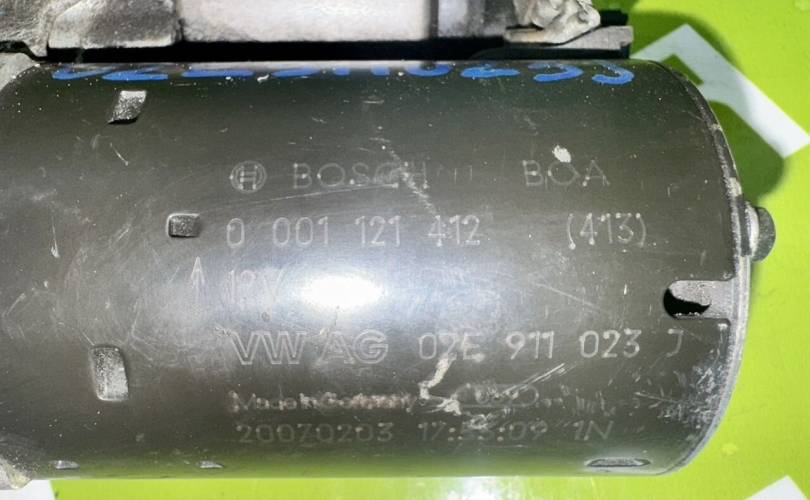 BOSCH BOA
0 001 121 412 (413)
12V
VW AG 02E 911 023 J
Made in Germany
20070203 17:55:09 1N